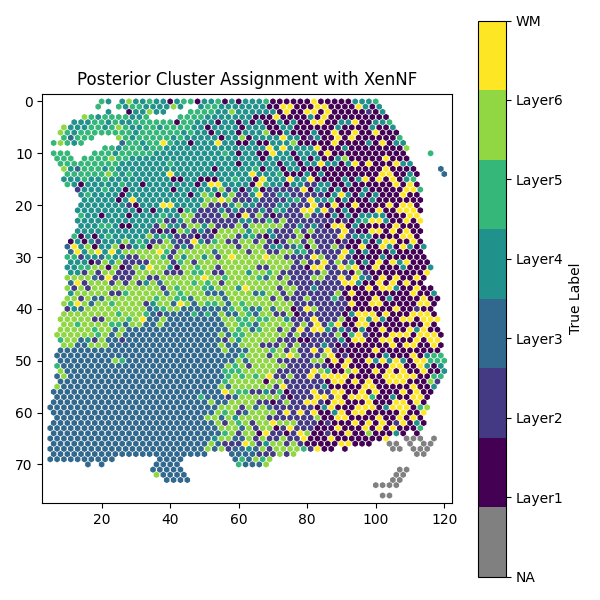 Posterior Cluster Assignment with XenNF
0
10
20
30
40
50
60
70
20
40
60
80
100
120
WM
Layer6
Layer5
Layer4
Layer3
Layer2
Layer1
NA
True Label